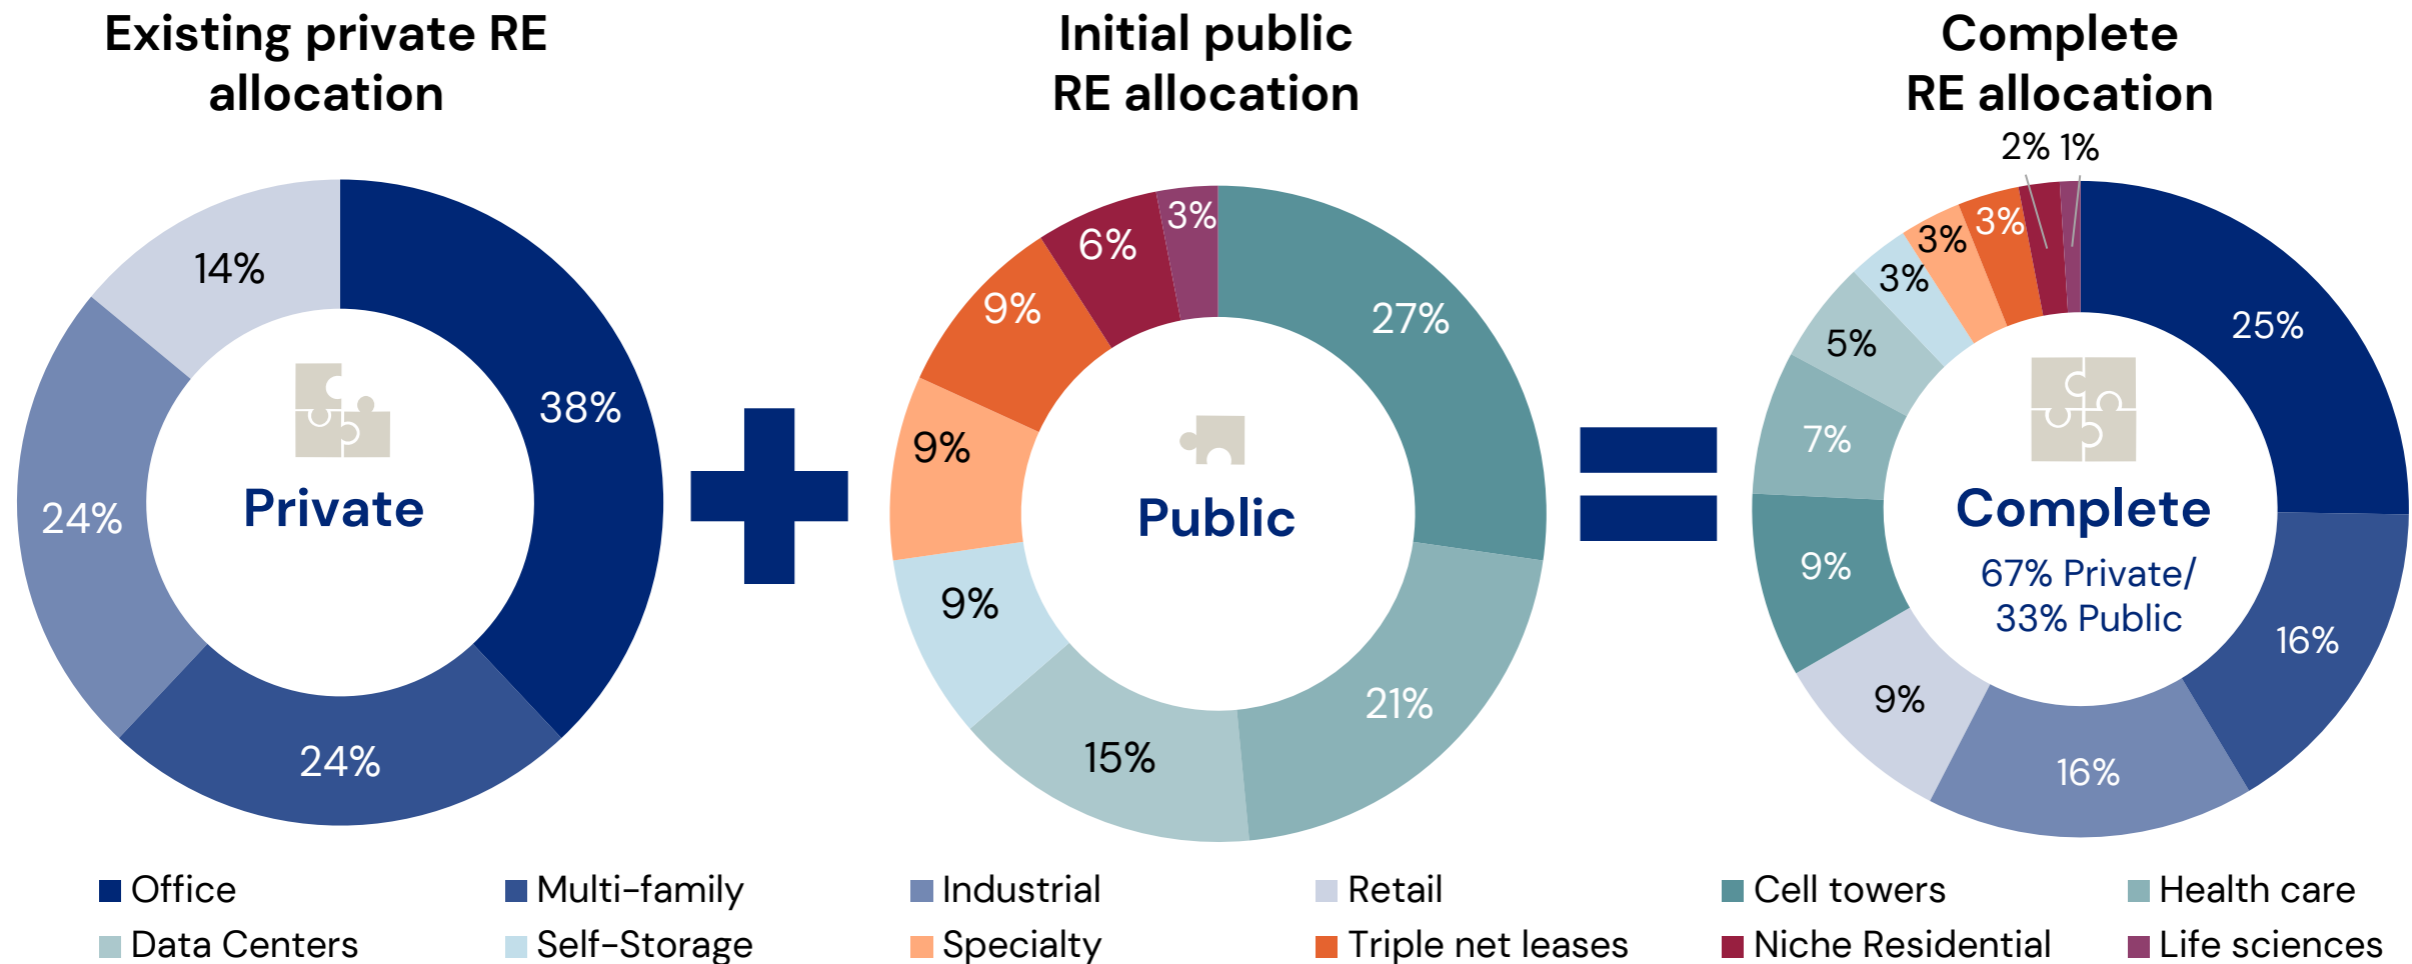 Existing private RE
allocation
14%
38%
24%
24%
Private
Initial public
RE allocation
3%
6%
9%
9%
9%
15%
21%
27%
Public
Complete
RE allocation
2% 1%
3%
3%
3%
5%
7%
9%
9%
16%
16%
25%
Complete
67% Private/
33% Public
Office
Multi-family
Industrial
Retail
Cell towers
Health care
Data Centers
Self-Storage
Specialty
Triple net leases
Niche Residential
Life sciences